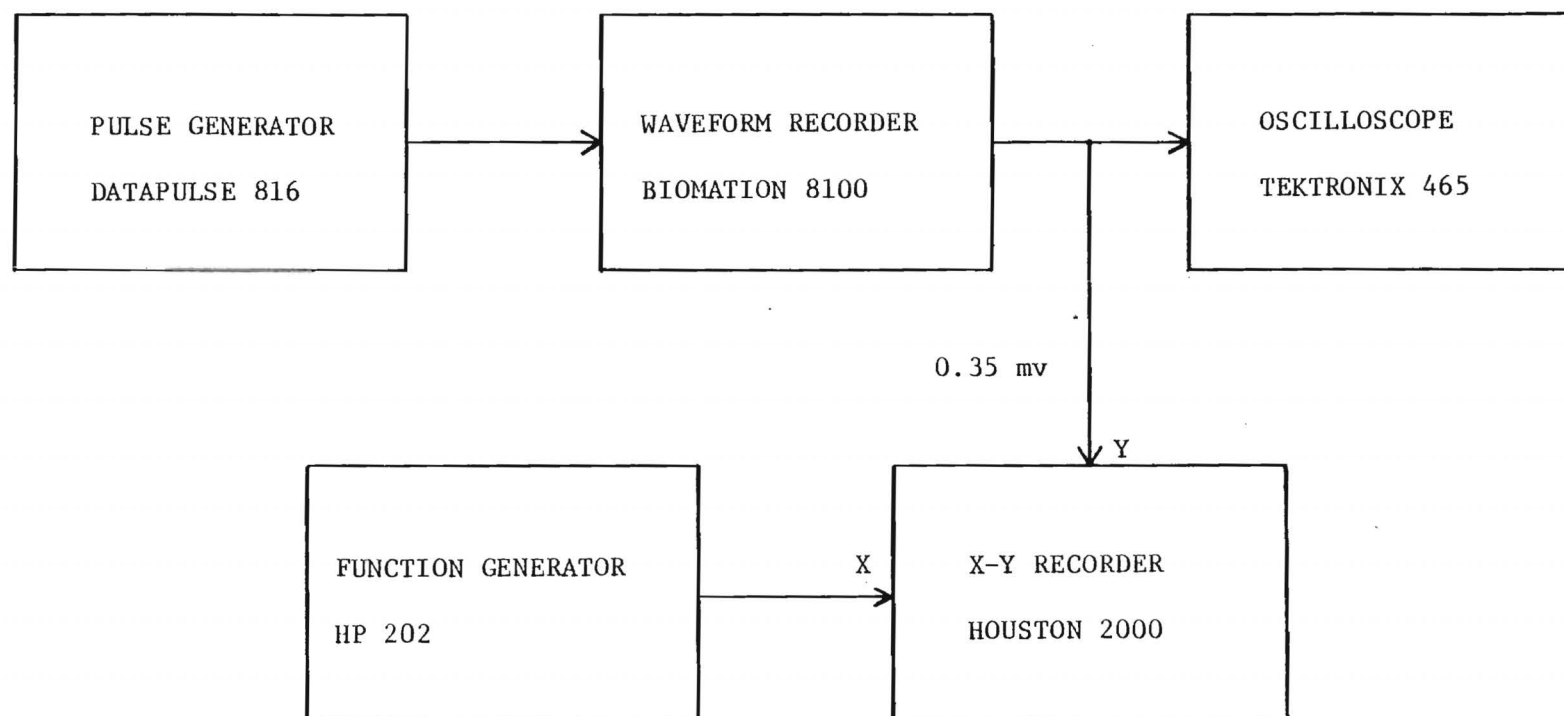 PULSE GENERATOR
DATAPULSE 816
WAVEFORM RECORDER
BIOMATION 8100
OSCILLOSCOPE
TEKTRONIX 465
0.35 mv
Y
FUNCTION GENERATOR
HP 202
X
X-Y RECORDER
HOUSTON 2000